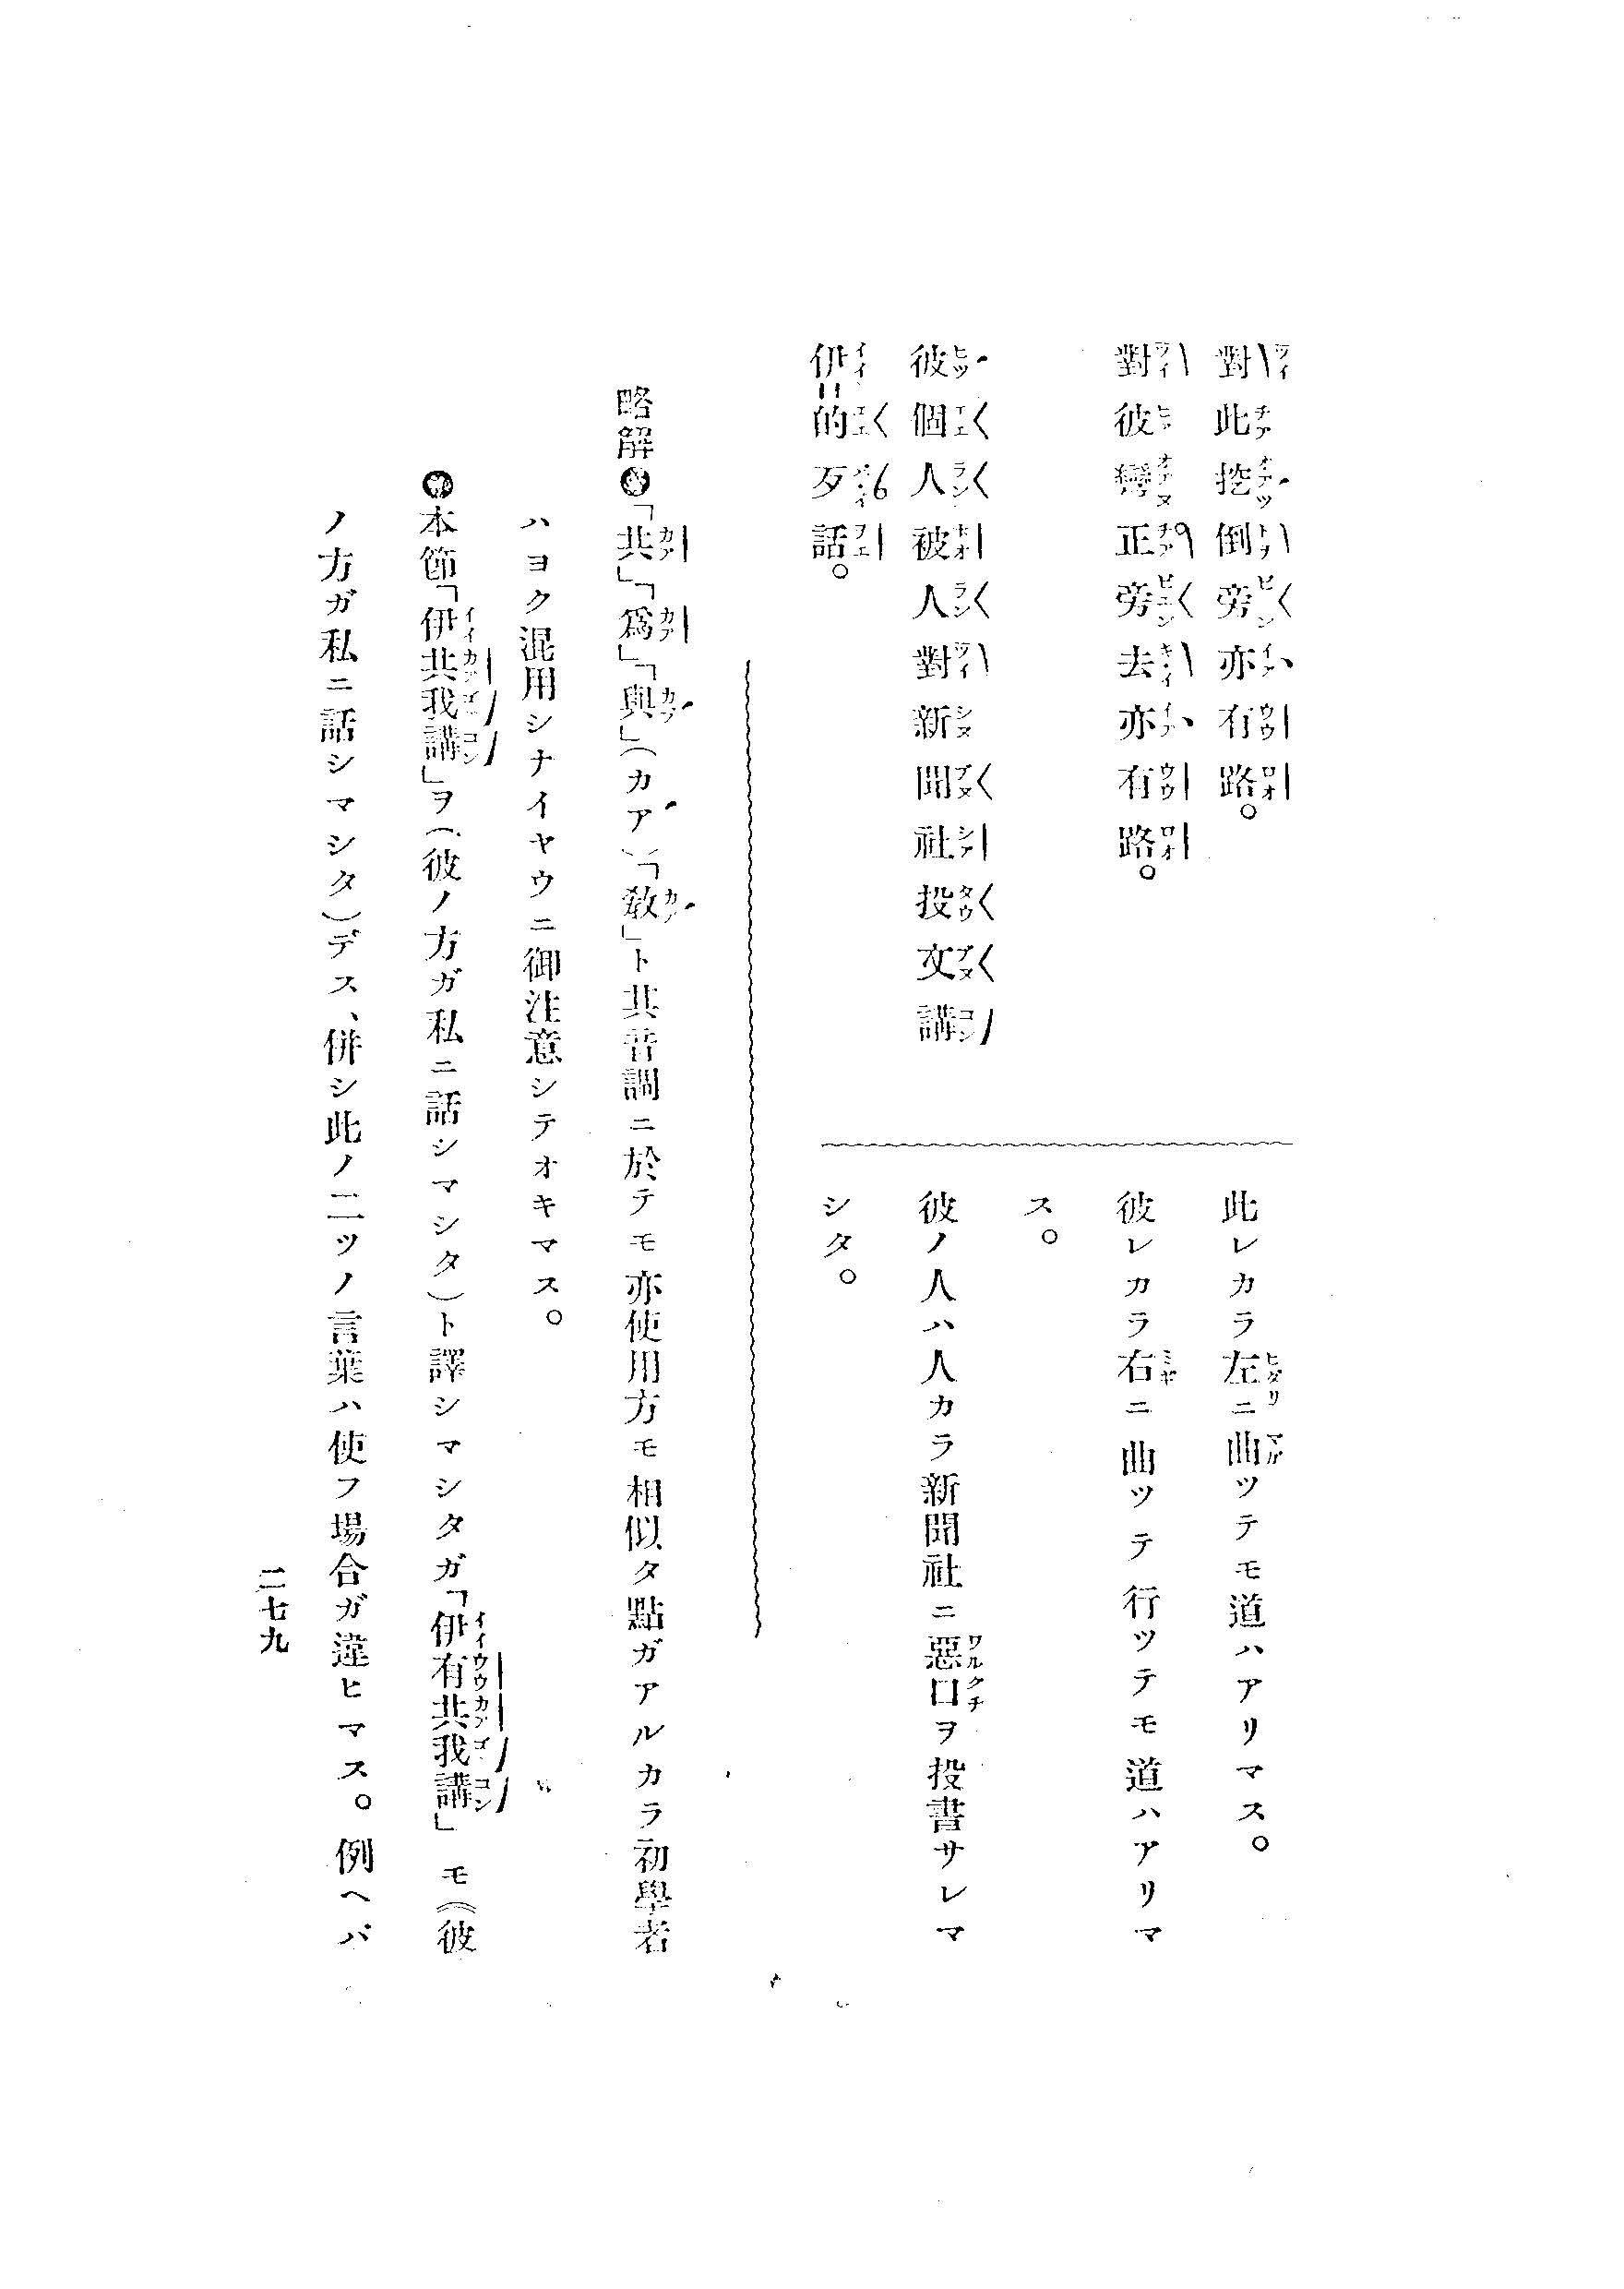 對此挖倒旁亦有路。
對彼彎正旁去亦有路。
彼個人被人對新聞社投文講
伊的歹話。
此レカラ左ニ曲ツテモ道ハアリマス。
彼レカラ右ニ曲ツテ行ツテモ道ハアリマ
ス。
彼ノ人ハ人カラ新聞社ニ惡口ヲ投書サレマ
シタ。
略解●「共」「爲」「與」(カア)「敎」ト其音調ニ於テモ亦使用方モ相似タ點ガアルカラ初學者
ハヨク混用シナイヤウニ御注意シテオキマス。
●本節「伊共我講」ヲ(彼ノ方ガ私ニ話シマシタ)ト譯シマシタガ「伊有共我講」モ(彼
ノ方ガ私ニ話シマシタ)デス、併シ此ノ二ツノ言葉ハ使フ場合ガ違ヒマス。例ヘバ
二七九